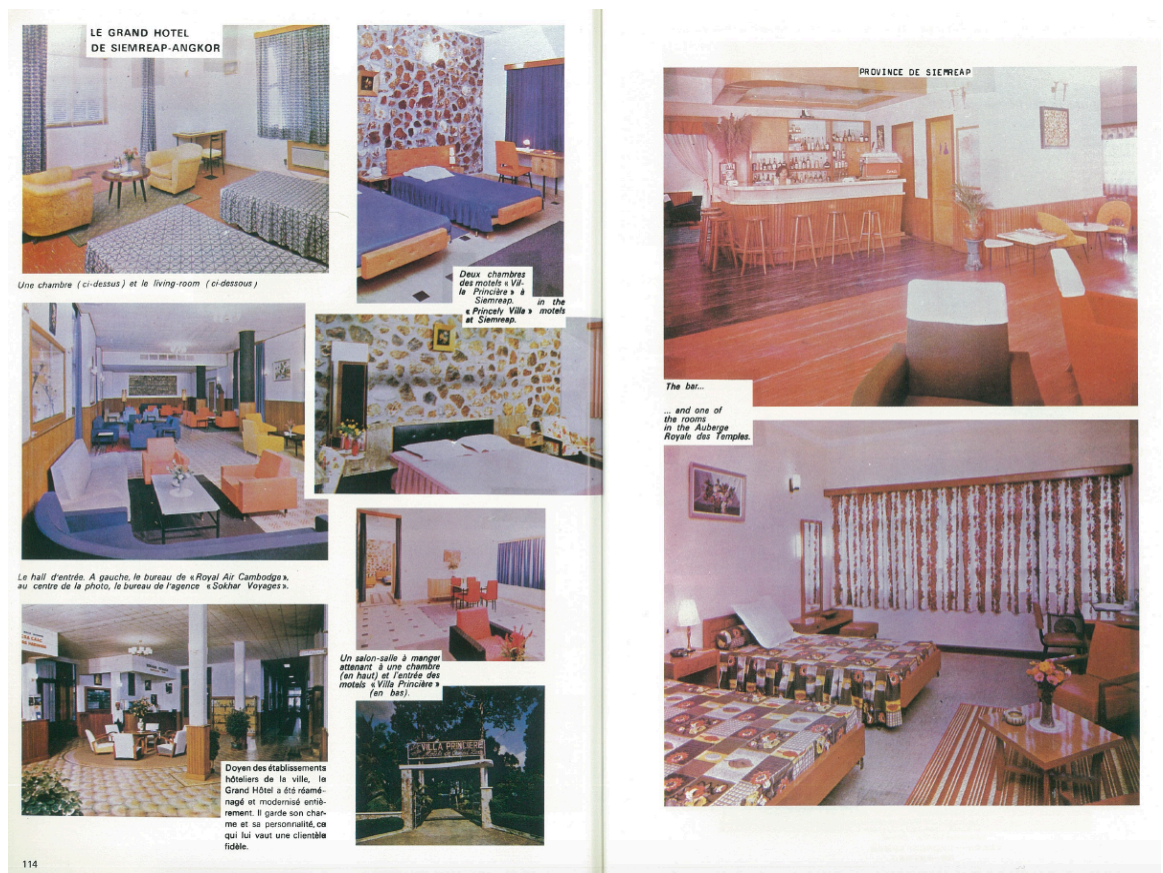 LE GRAND HOTEL
DE SIEMREAP-ANGKOR
Une chambre (ci-dessus) et le living-room (ci-dessous)
Deux chambres
des motels « Vil-
la Princière » à
Siemreap.
in the
« Princely Villa » motels
at Siemreap.
Le hall d'entrée. A gauche, le bureau de « Royal Air Cambodge »,
au centre de la photo, le bureau de l'agence « Sokhar Voyages ».
Un salon-salle à manger
attenant à une chambre
(en haut) et l'entrée des
motels « Villa Princière »
(en bas).
VILLA PRINCIERE
Doyen des établissements
hôteliers de la ville, le
Grand Hôtel a été réamé-
nagé et modernisé entiè-
rement. Il garde son char-
me et sa personnalité, ce
qui lui vaut une clientèle
fidèle.
114
PROVINCE DE SIEMREAP
The bar...
... and one of
the rooms
in the Auberge
Royale des Temples.